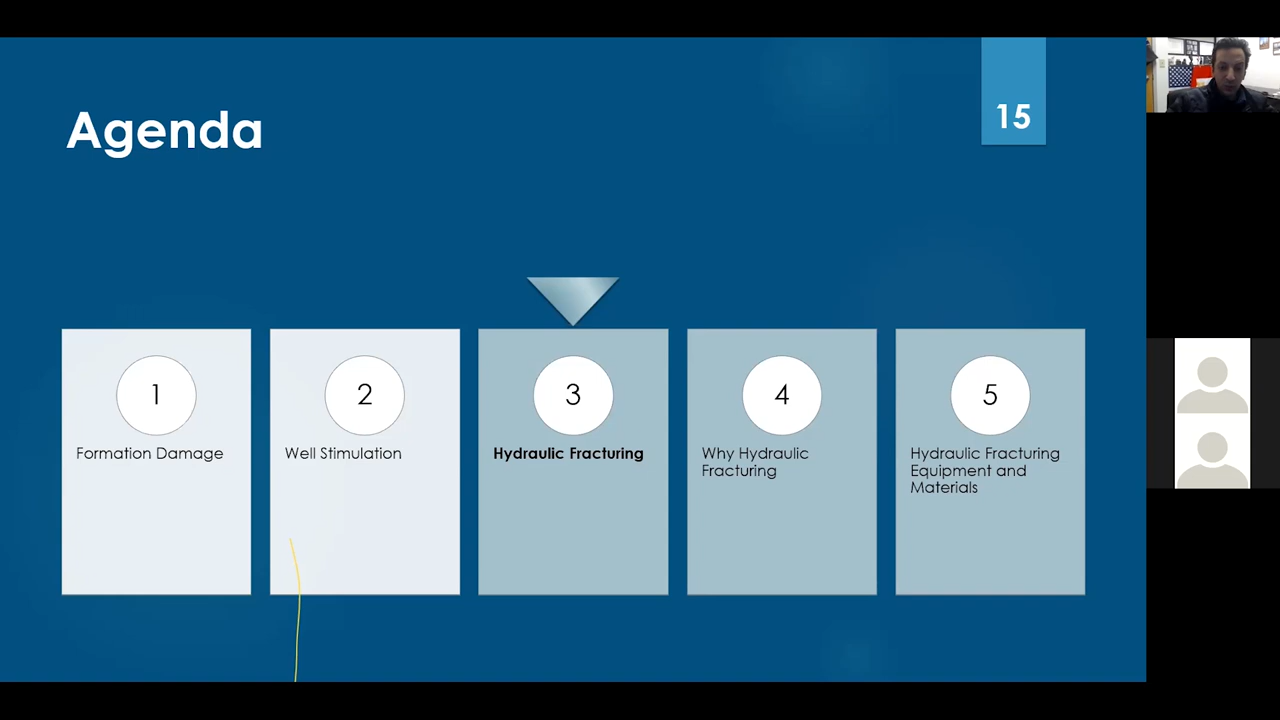 Agenda
15
1
Formation Damage
2
Well Stimulation
3
Hydraulic Fracturing
4
Why Hydraulic
Fracturing
5
Hydraulic Fracturing
Equipment and
Materials